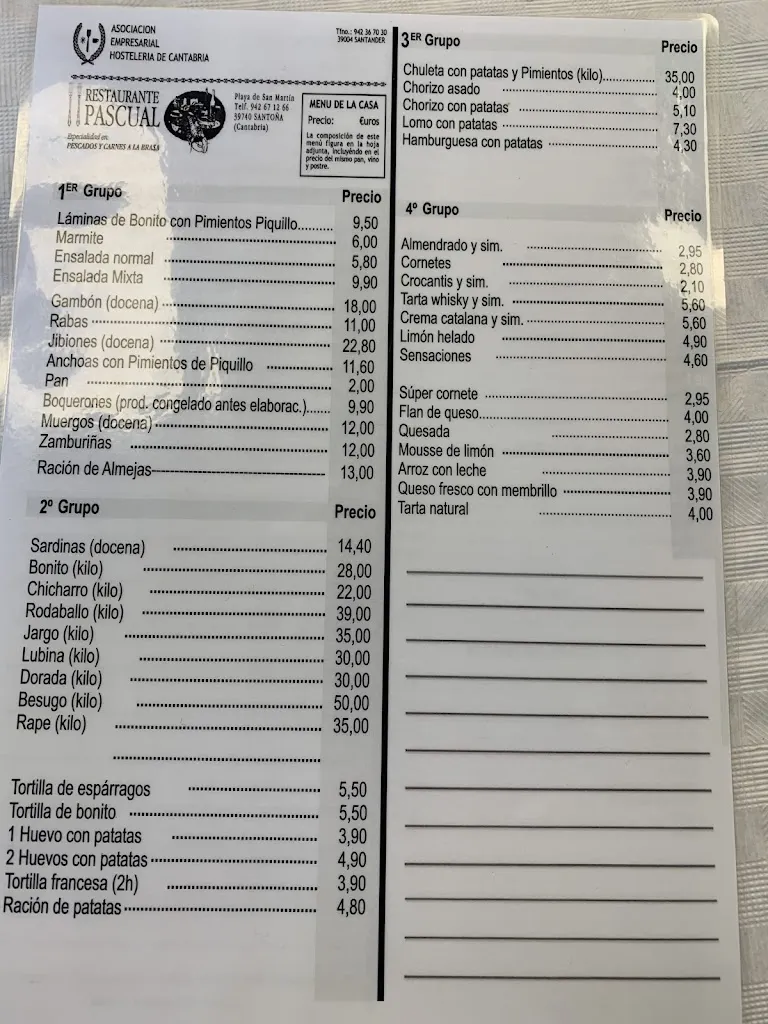 ASOCIACION
EMPRESARIAL
HOSTELERIA DE CANTABRIA
Tfno.: 942 36 70 30
39004 SANTANDER
RESTAURANTE
PASCUAL
Especialidad en:
PESCADOS Y CARNES A LA BRASA
Playa de San Martin
Telf. 942 67 12 66
39740 SANTOÑA
(Cantabria)
MENU DE LA CASA
Precio: €uros
La composición de este
menú figura en la hoja
adjunta, incluyéndo en el
precio del mismo pan, vino
y postre.
1ER Grupo Precio
Láminas de Bonito con Pimientos Piquillo.......... 9,50
Marmite 6,00
Ensalada normal 5,80
Ensalada Mixta 9,90
Gambón (docena) 18,00
Rabas 11,00
Jibiones (docena) 22,80
Anchoas con Pimientos de Piquillo 11,60
Pan 2,00
Boquerones (prod. congelado antes elaborac.)....... 9,90
Muergos (docena) 12,00
Zamburiñas 12,00
Ración de Almejas 13,00
2º Grupo Precio
Sardinas (docena) 14,40
Bonito (kilo) 28,00
Chicharro (kilo) 22,00
Rodaballo (kilo) 39,00
Jargo (kilo) 35,00
Lubina (kilo) 30,00
Dorada (kilo) 30,00
Besugo (kilo) 50,00
Rape (kilo) 35,00
Tortilla de espárragos 5,50
Tortilla de bonito 5,50
1 Huevo con patatas 3,90
2 Huevos con patatas 4,90
Tortilla francesa (2h) 3,90
Ración de patatas 4,80
3ER Grupo Precio
Chuleta con patatas y Pimientos (kilo) 35,00
Chorizo asado 4,00
Chorizo con patatas 5,10
Lomo con patatas 7,30
Hamburguesa con patatas 4,30
4º Grupo Precio
Almendrado y sim. 2,95
Cornetes 2,80
Crocantis y sim. 2,10
Tarta whisky y sim. 5,60
Crema catalana y sim. 5,60
Limón helado 4,90
Sensaciones 4,60
Súper cornete 2,95
Flan de queso 4,00
Quesada 2,80
Mousse de limón 3,60
Arroz con leche 3,90
Queso fresco con membrillo 3,90
Tarta natural 4,00